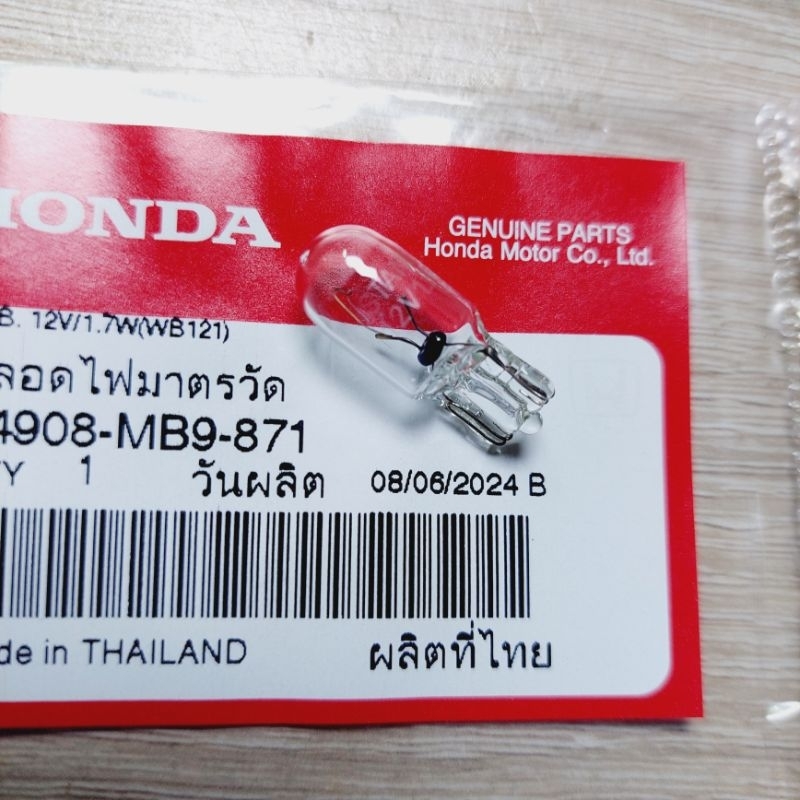 HONDA
GENUINE PARTS
Honda Motor Co., Ltd.
B. 12V/1.7W(WB121)
ลอดไฟมาตรวัด
4908-MB9-871
TY 1 วันผลิต 08/06/2024 B
de in THAILAND ผลิตที่ไทย